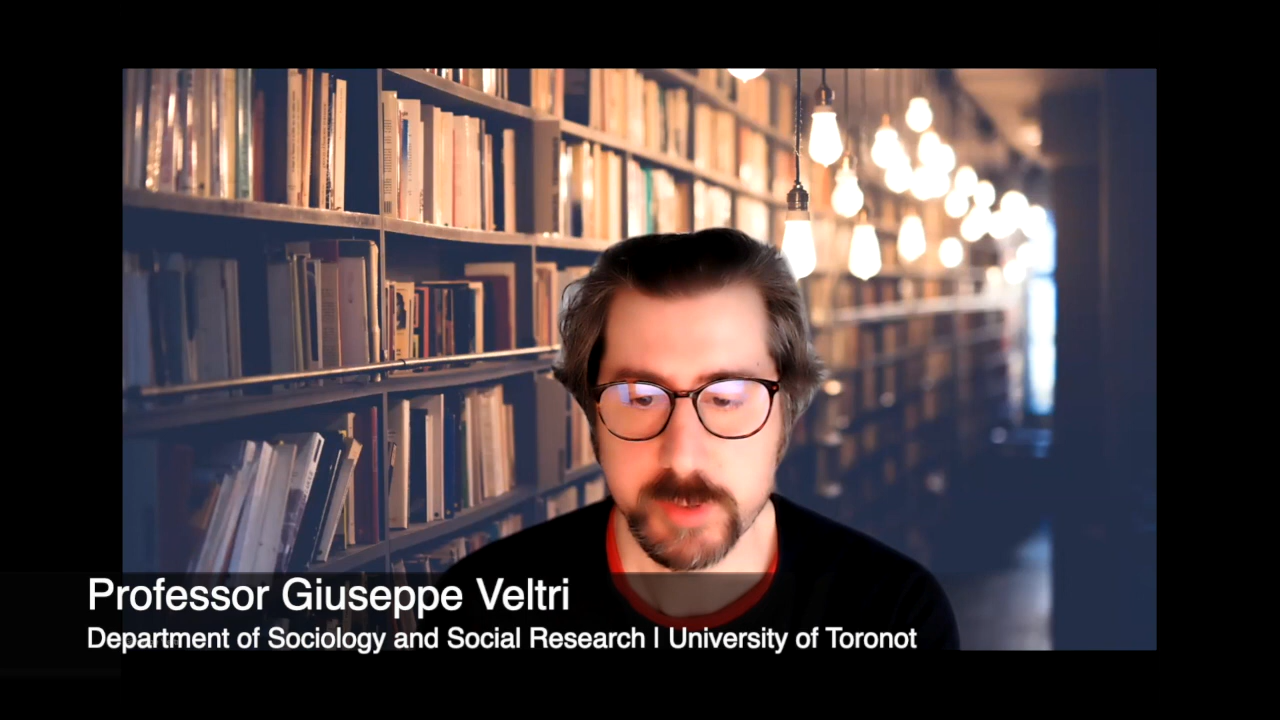 Professor Giuseppe Veltri
Department of Sociology and Social Research | University of Toronot